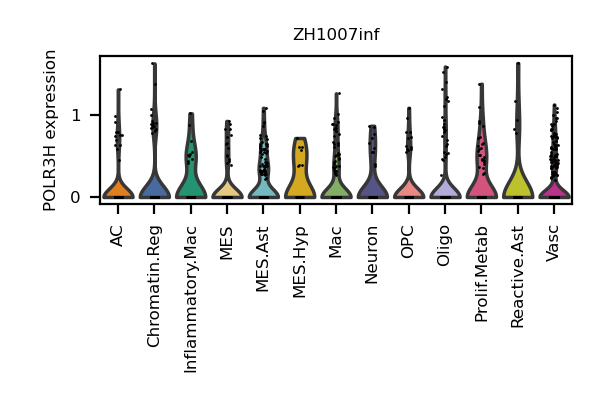 ZH1007inf
POLR3H expression
1
0
AC
Chromatin.Reg
Inflammatory.Mac
MES
MES.Ast
MES.Hyp
Mac
Neuron
OPC
Oligo
Prolif.Metab
Reactive.Ast
Vasc